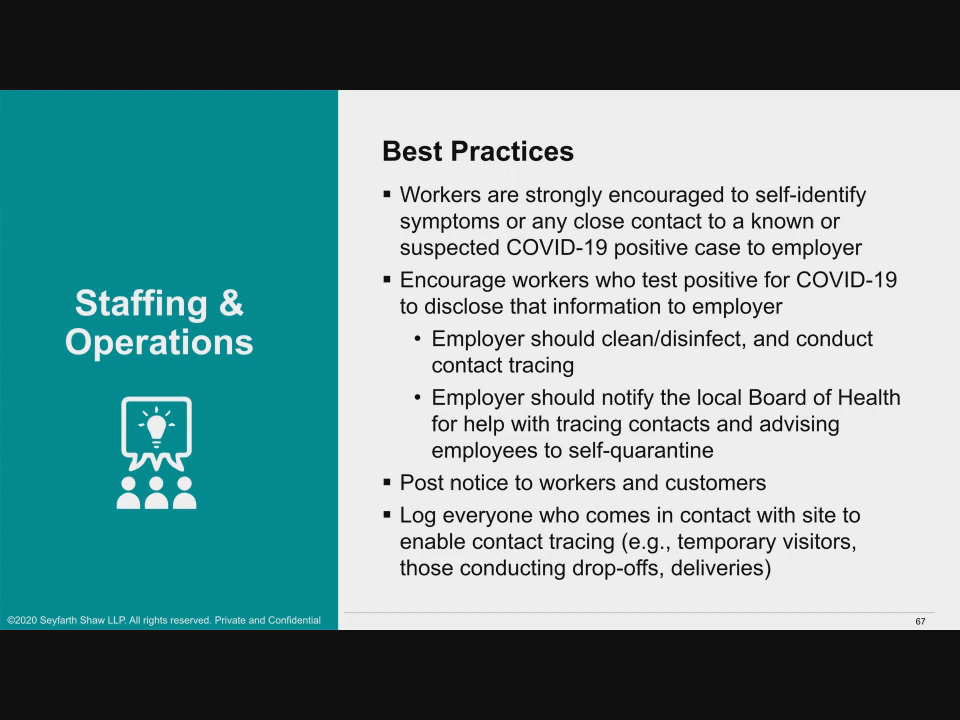 Staffing &
Operations
Best Practices
▪ Workers are strongly encouraged to self-identify
symptoms or any close contact to a known or
suspected COVID-19 positive case to employer
▪ Encourage workers who test positive for COVID-19
to disclose that information to employer
• Employer should clean/disinfect, and conduct
contact tracing
• Employer should notify the local Board of Health
for help with tracing contacts and advising
employees to self-quarantine
▪ Post notice to workers and customers
▪ Log everyone who comes in contact with site to
enable contact tracing (e.g., temporary visitors,
those conducting drop-offs, deliveries)
©2020 Seyfarth Shaw LLP. All rights reserved. Private and Confidential
67